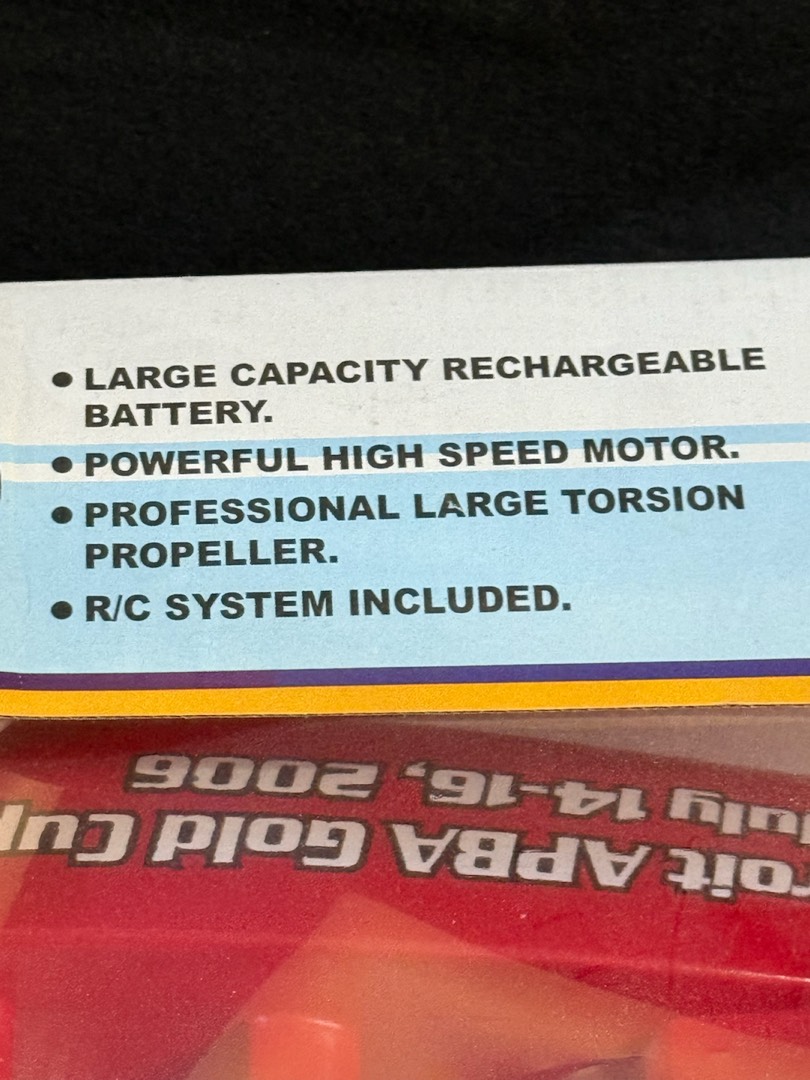 • LARGE CAPACITY RECHARGEABLE
BATTERY.
• POWERFUL HIGH SPEED MOTOR.
• PROFESSIONAL LARGE TORSION
PROPELLER.
• R/C SYSTEM INCLUDED.
roit APBA Gold Cup
July 14-16, 2006